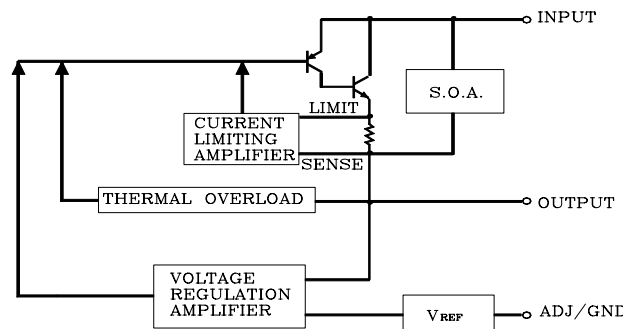 INPUT
S.O.A.
LIMIT
CURRENT
LIMITING
AMPLIFIER
SENSE
THERMAL OVERLOAD
OUTPUT
VOLTAGE
REGULATION
AMPLIFIER
VREF
ADJ/GND